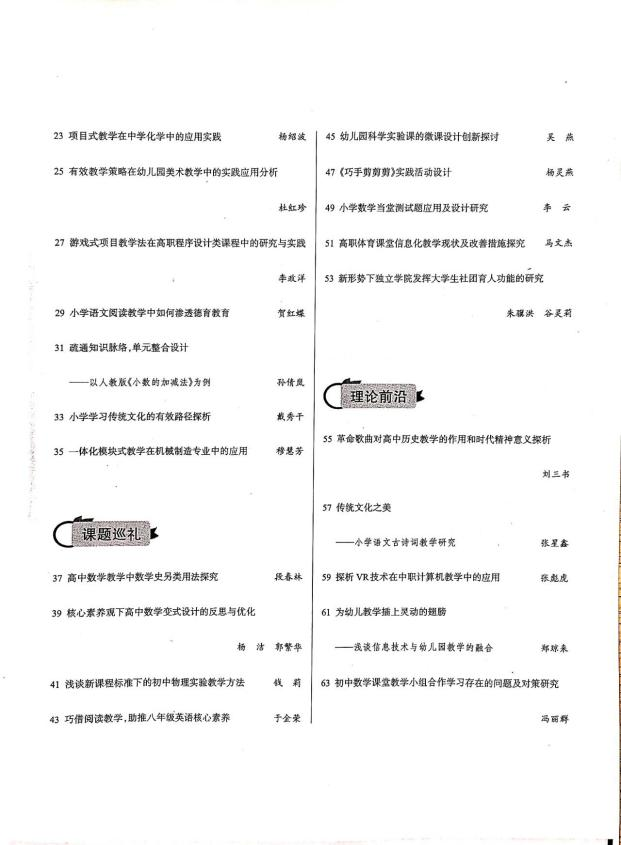 23 项目式教学在中学化学中的应用实践 杨绍波
25 有效教学策略在幼儿园美术教学中的实践应用分析
杜红珍
27 游戏式项目教学法在高职程序设计类课程中的研究与实践
李政洋
29 小学语文阅读教学中如何渗透德育教育 贺红蝶
31 疏通知识脉络,单元整合设计
——以人教版《小数的加减法》为例 孙倩岚
33 小学学习传统文化的有效路径探析 戴秀干
35 一体化模块式教学在机械制造专业中的应用 穆慧芳
课题巡礼
37 高中数学教学中数学史另类用法探究 段春林
39 核心素养观下高中数学变式设计的反思与优化
杨 洁 郭繁华
41 浅谈新课程标准下的初中物理实验教学方法 钱 莉
43 巧借阅读教学,助推八年级英语核心素养 于金荣
45 幼儿园科学实验课的微课设计创新探讨 吴 燕
47 《巧手剪剪剪》实践活动设计 杨灵燕
49 小学数学当堂测试题应用及设计研究 李 云
51 高职体育课堂信息化教学现状及改善措施探究 马文杰
53 新形势下独立学院发挥大学生社团育人功能的研究
朱骥洪 谷灵莉
理论前沿
55 革命歌曲对高中历史教学的作用和时代精神意义探析
刘三书
57 传统文化之美
——小学语文古诗词教学研究 张星鑫
59 探析VR技术在中职计算机教学中的应用 张彪虎
61 为幼儿教学插上灵动的翅膀
——浅谈信息技术与幼儿园教学的融合 郑琼来
63 初中数学课堂教学小组合作学习存在的问题及对策研究
冯丽群